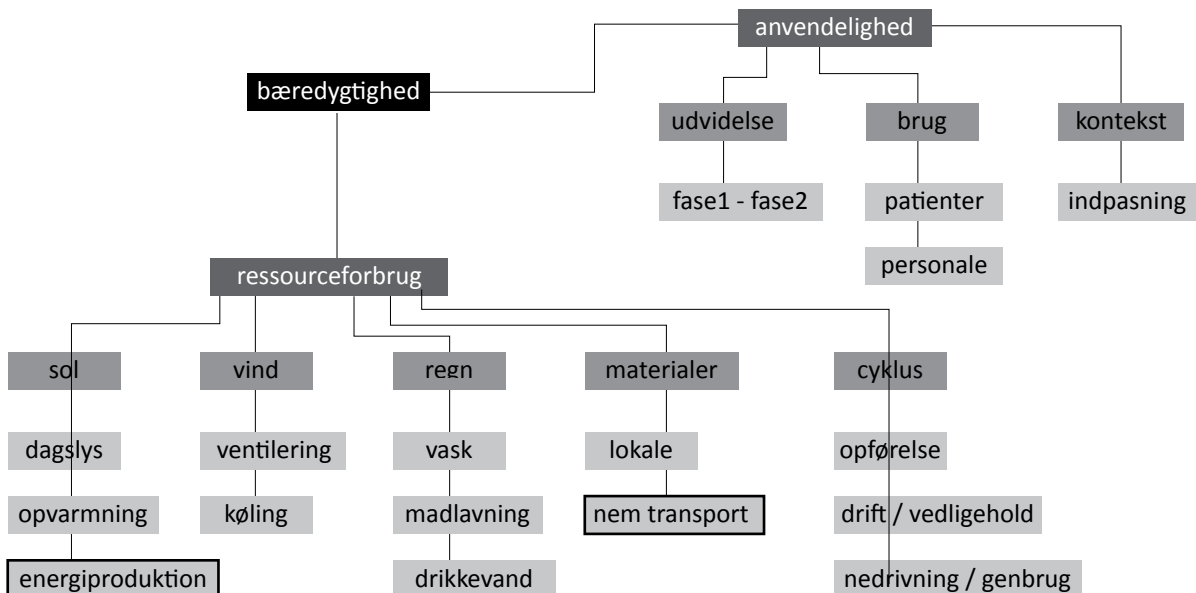 anvendelighed
bæredygtighed
udvidelse
brug
kontekst
fase1 - fase2
patienter
indpasning
personale
ressourceforbrug
sol
vind
regn
materialer
cyklus
dagslys
ventilering
vask
lokale
opførelse
opvarmning
køling
madlavning
nem transport
drift / vedligehold
energiproduktion
drikkevand
nedrivning / genbrug